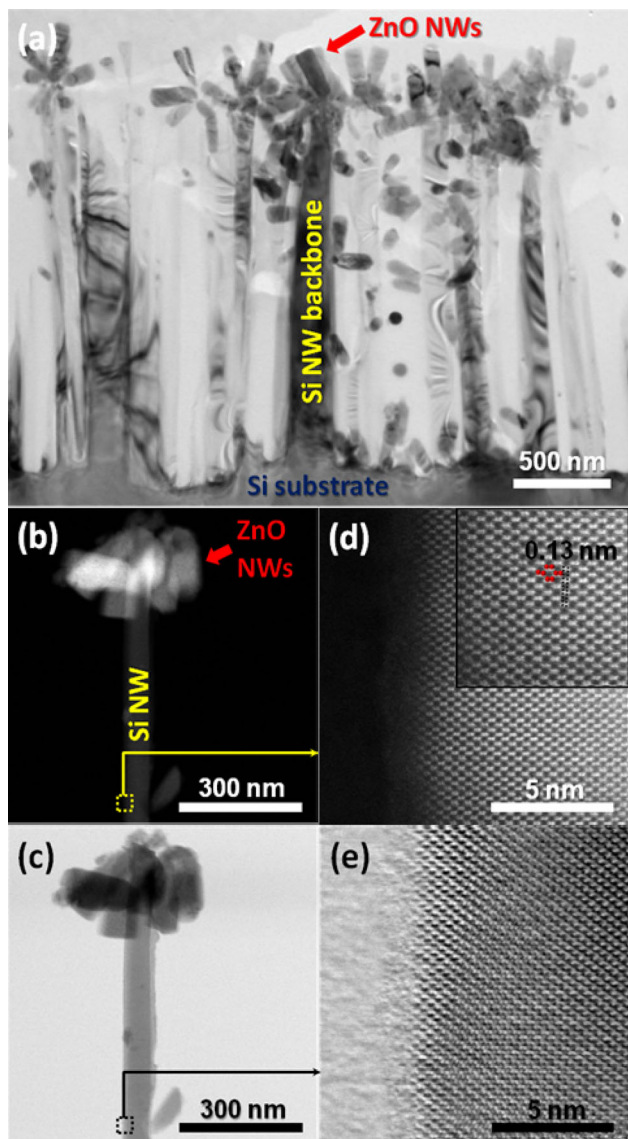 (a)
ZnO NWs
Si NW backbone
500 nm
Si substrate
(b)
ZnO
NWs
Si NW
300 nm
(d)
0.13 nm
5 nm
(c)
300 nm
(e)
5 nm